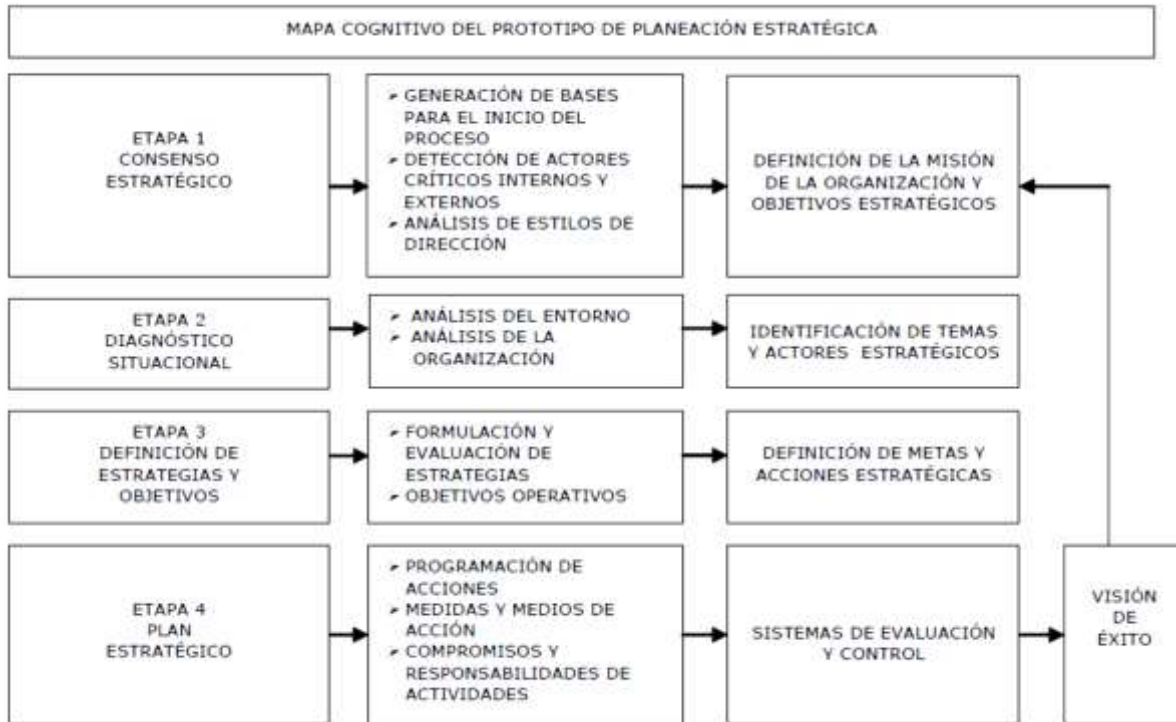 MAPA COGNITIVO DEL PROTOTIPO DE PLANEACIÓN ESTRATÉGICA
ETAPA 1
CONSENSO
ESTRATÉGICO
➤ GENERACIÓN DE BASES
PARA EL INICIO DEL
PROCESO
➤ DETECCIÓN DE ACTORES
CRÍTICOS INTERNOS Y
EXTERNOS
➤ ANÁLISIS DE ESTILOS DE
DIRECCIÓN
DEFINICIÓN DE LA MISIÓN
DE LA ORGANIZACIÓN Y
OBJETIVOS ESTRATÉGICOS
ETAPA 2
DIAGNÓSTICO
SITUACIONAL
➤ ANÁLISIS DEL ENTORNO
➤ ANÁLISIS DE LA
ORGANIZACIÓN
IDENTIFICACIÓN DE TEMAS
Y ACTORES ESTRATÉGICOS
ETAPA 3
DEFINICIÓN DE
ESTRATEGIAS Y
OBJETIVOS
➤ FORMULACIÓN Y
EVALUACIÓN DE
ESTRATEGIAS
➤ OBJETIVOS OPERATIVOS
DEFINICIÓN DE METAS Y
ACCIONES ESTRATÉGICAS
ETAPA 4
PLAN
ESTRATÉGICO
➤ PROGRAMACIÓN DE
ACCIONES
➤ MEDIDAS Y MEDIOS DE
ACCIÓN
➤ COMPROMISOS Y
RESPONSABILIDADES DE
ACTIVIDADES
SISTEMAS DE EVALUACIÓN
Y CONTROL
VISIÓN
DE
ÉXITO